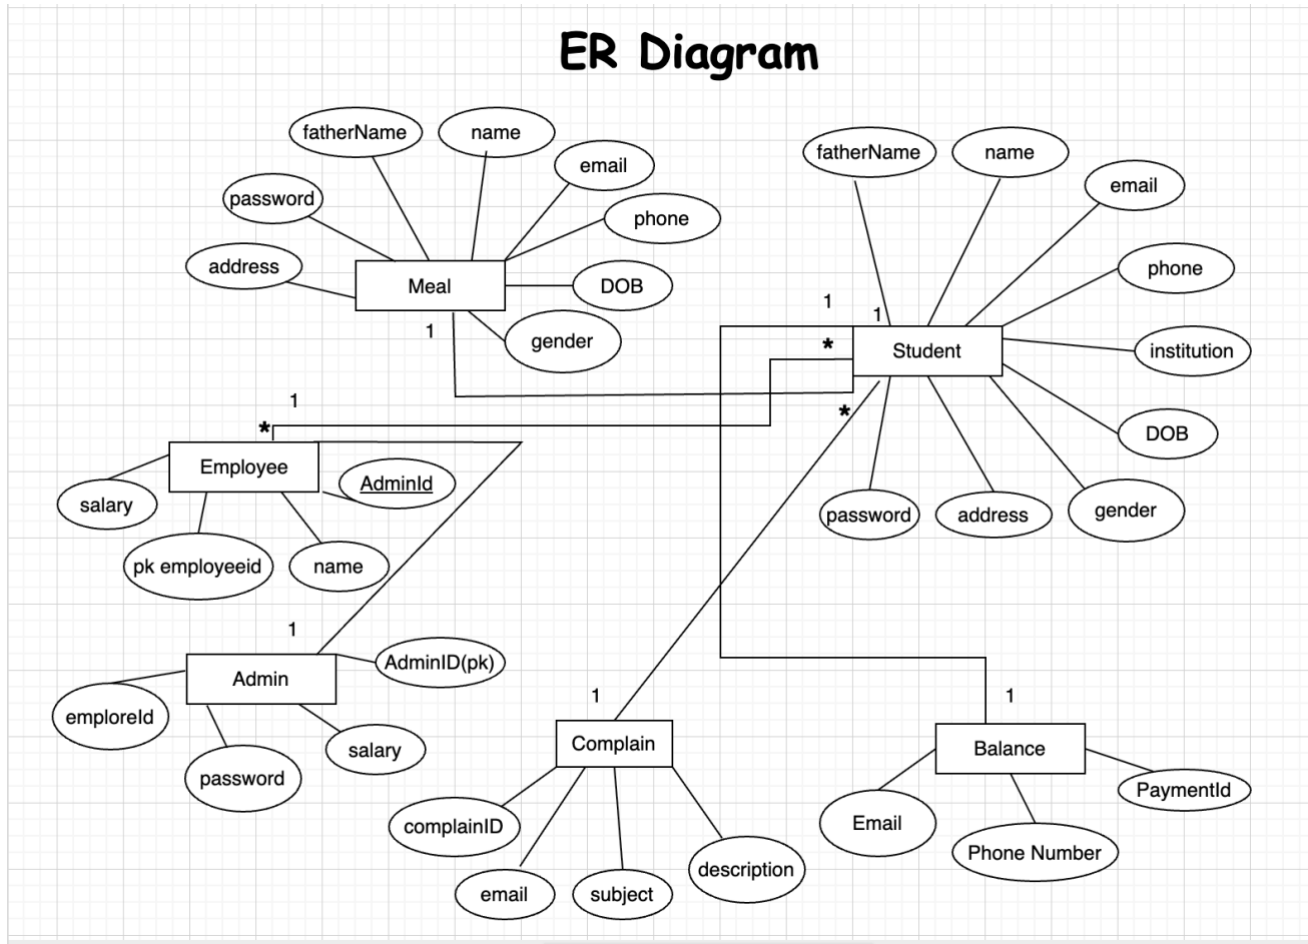 ER Diagram
fatherName
name
email
password
phone
address
Meal
DOB
gender
1
fatherName
name
email
phone
1
1
*
Student
institution
*
DOB
password
address
gender
1
*
Employee
AdminId
salary
pk employeeid
name
1
Admin
AdminID(pk)
emploreId
salary
password
1
Complain
complainID
email
subject
description
1
Balance
PaymentId
Email
Phone Number